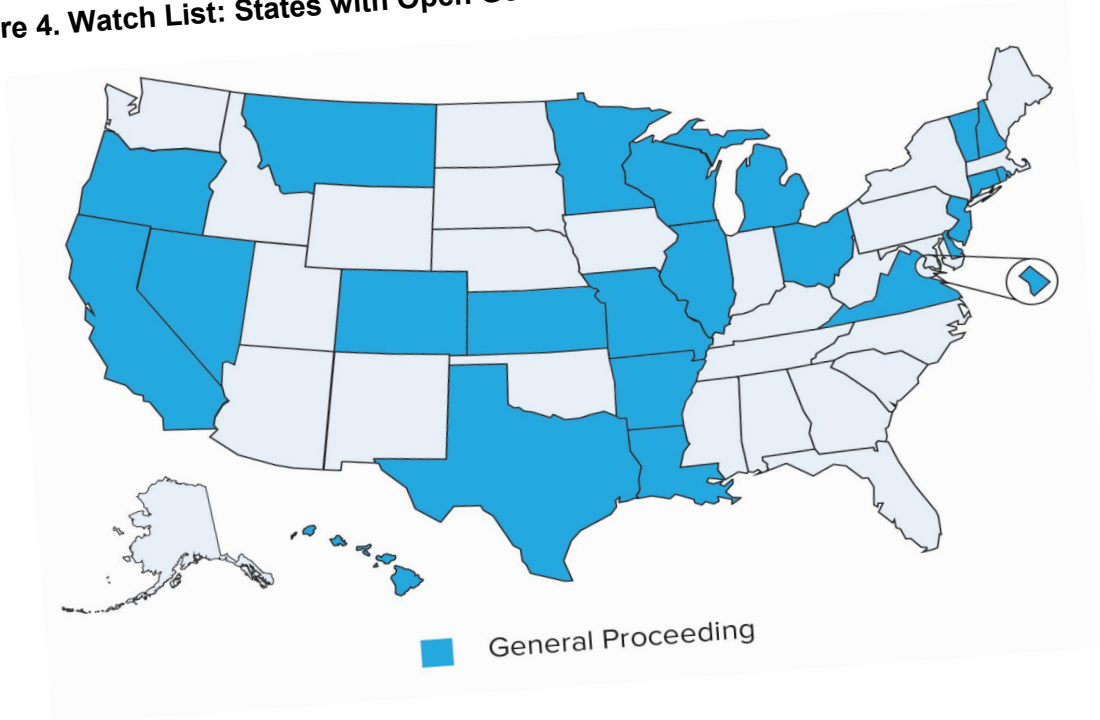 re 4. Watch List: States with Open
General Proceeding